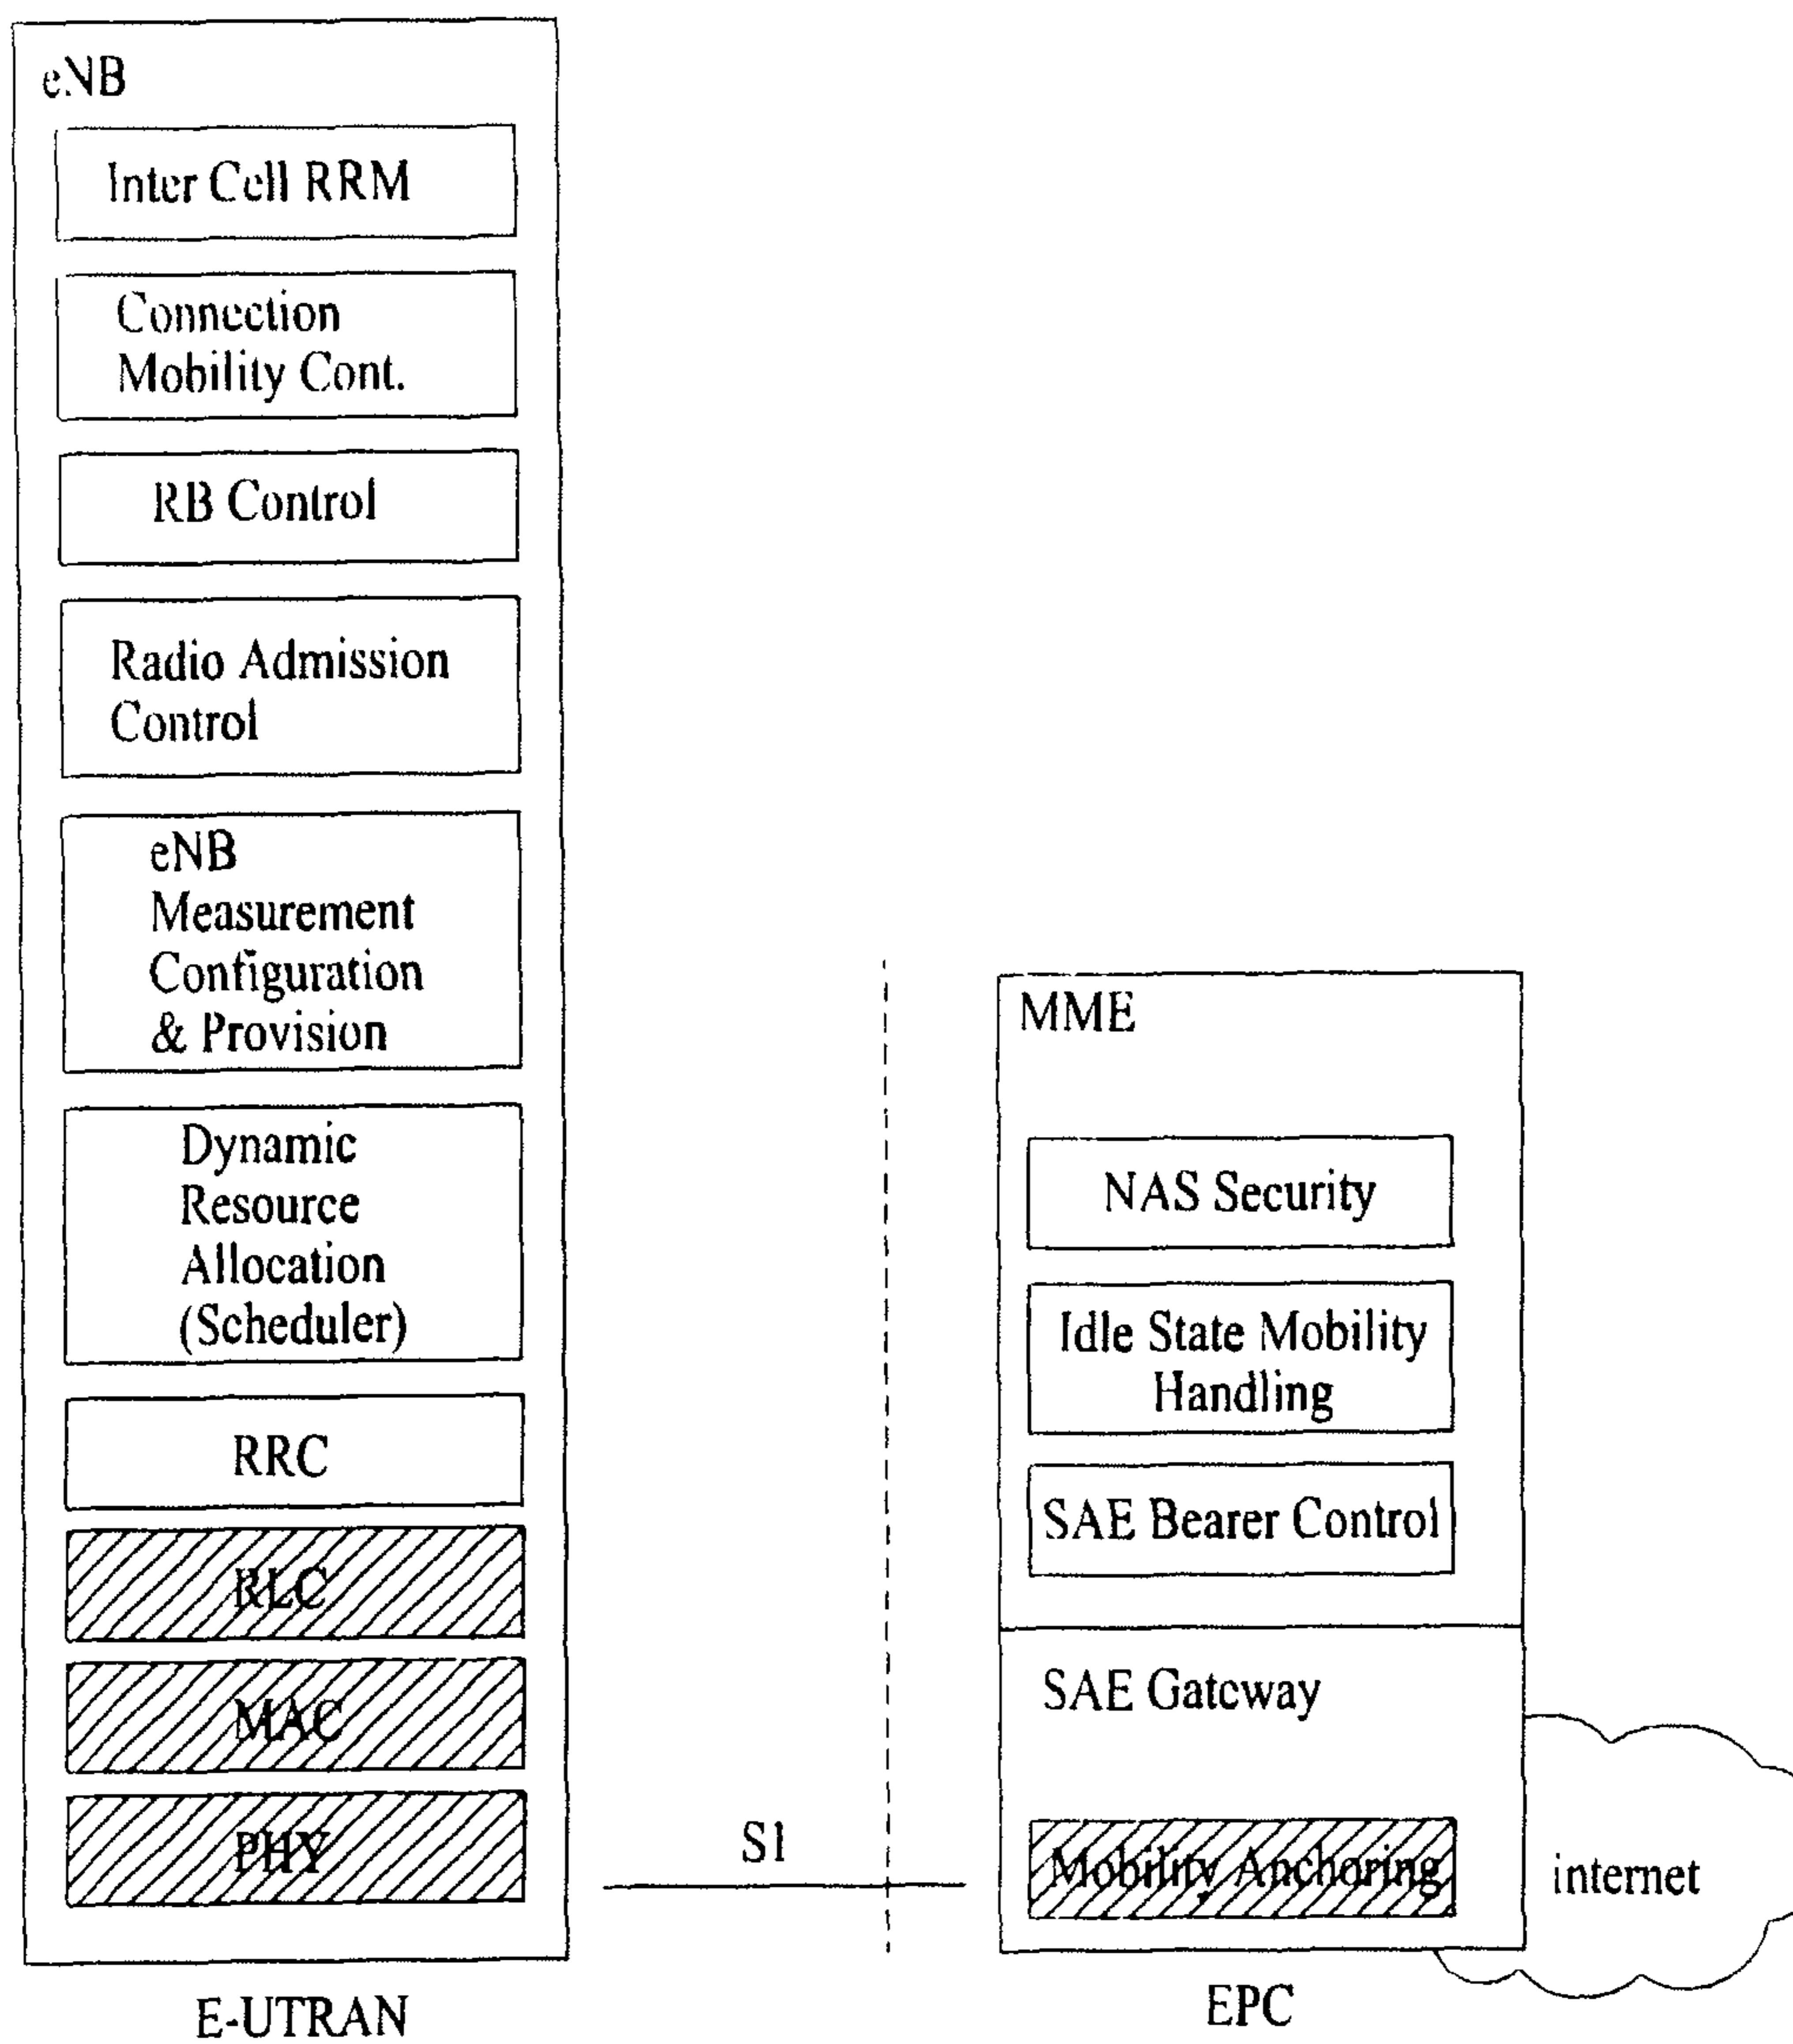 eNB
Inter Cell RRM
Connection
Mobility Cont.
RB Control
Radio Admission
Control
eNB
Measurement
Configuration
& Provision
Dynamic
Resource
Allocation
(Scheduler)
RRC
RLC
MAC
PHY
E-UTRAN
S1
MME
NAS Security
Idle State Mobility
Handling
SAE Bearer Control
SAE Gateway
Mobility Anchoring
EPC
internet